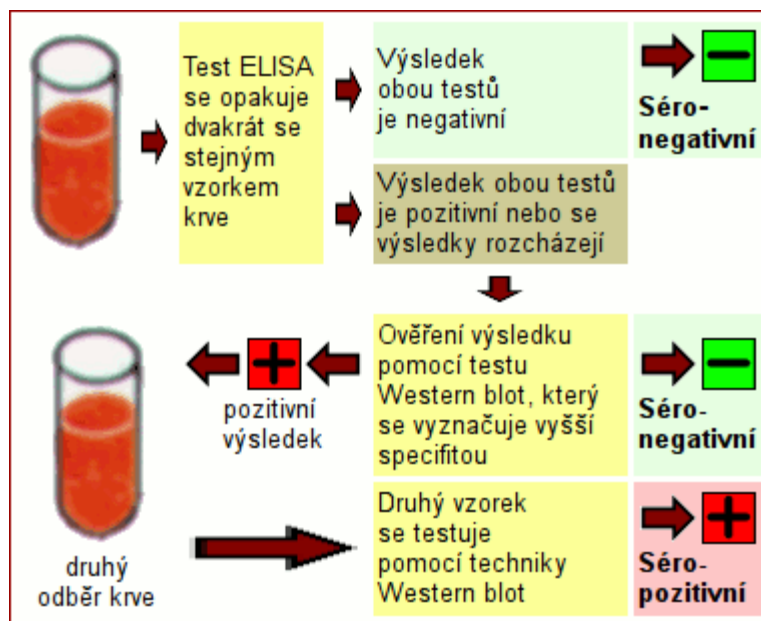 Test ELISA
se opakuje
dvakrát se
stejným
vzorkem
krve
Výsledek
obou testů
je negativní
Séro-
negativní
Výsledek obou testů
je pozitivní nebo se
výsledky rozcházejí
Ověření výsledku
pomocí testu
Western blot, který
se vyznačuje vyšší
specifitou
Séro-
negativní
pozitivní
výsledek
druhý
odběr krve
Druhý vzorek
se testuje
pomocí techniky
Western blot
Séro-
pozitivní